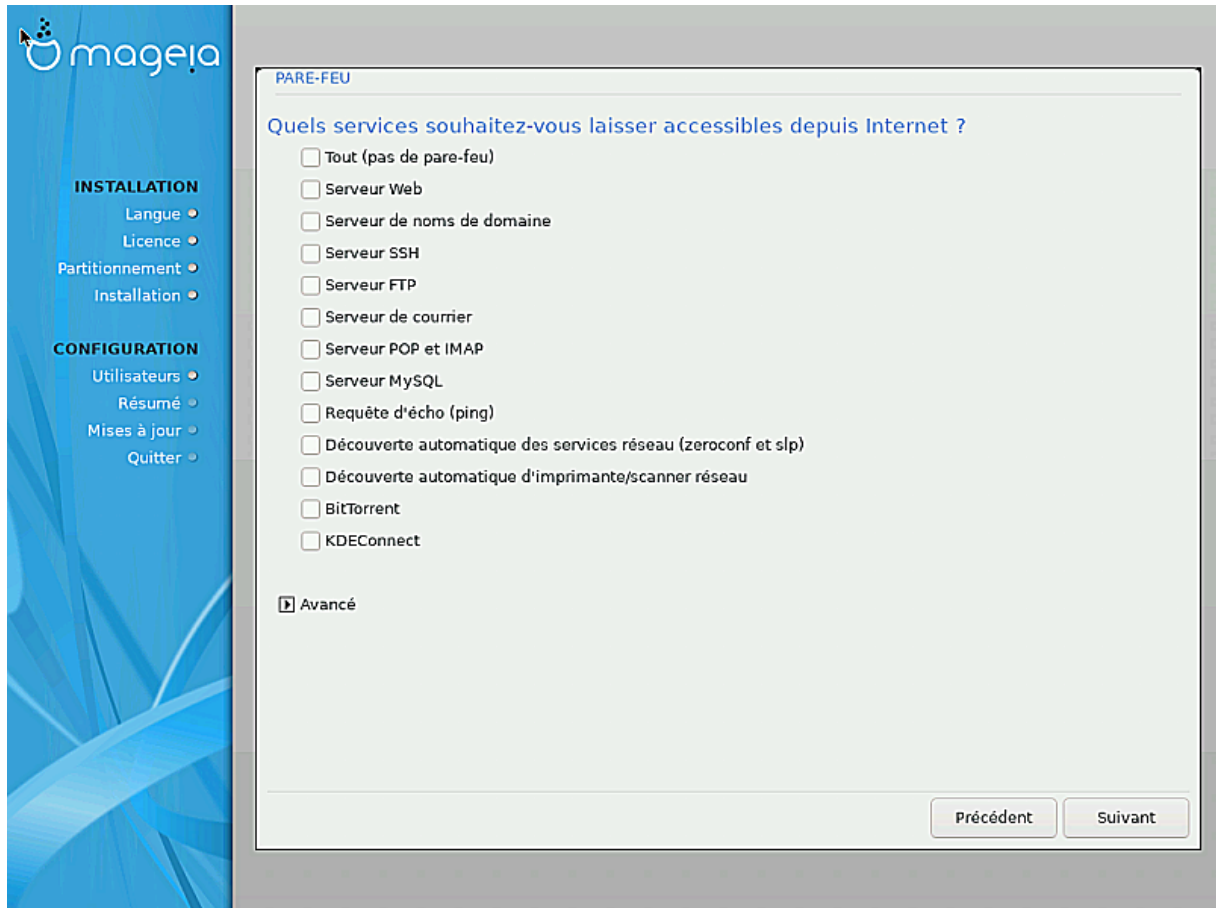 mageia
INSTALLATION
Langue
Licence
Partitionnement
Installation
CONFIGURATION
Utilisateurs
Résumé
Mises à jour
Quitter
PARE-FEU
Quels services souhaitez-vous laisser accessibles depuis Internet ?
Tout (pas de pare-feu)
Serveur Web
Serveur de noms de domaine
Serveur SSH
Serveur FTP
Serveur de courrier
Serveur POP et IMAP
Serveur MySQL
Requête d'écho (ping)
Découverte automatique des services réseau (zeroconf et slp)
Découverte automatique d'imprimante/scanner réseau
BitTorrent
KDEConnect
Avancé
Précédent
Suivant